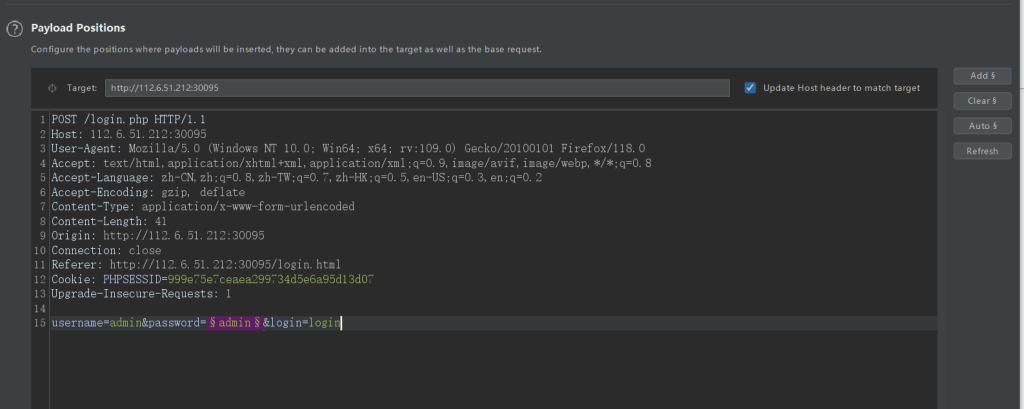 Payload Positions
Configure the positions where payloads will be inserted, they can be added into the target as well as the base request.
Target: http://112.6.51.212:30095 Update Host header to match target
Add §
Clear §
Auto §
Refresh
1 POST /login.php HTTP/1.1
2 Host: 112.6.51.212:30095
3 User-Agent: Mozilla/5.0 (Windows NT 10.0; Win64; x64; rv:109.0) Gecko/20100101 Firefox/118.0
4 Accept: text/html,application/xhtml+xml,application/xml;q=0.9,image/avif,image/webp,*/*;q=0.8
5 Accept-Language: zh-CN,zh;q=0.8,zh-TW;q=0.7,zh-HK;q=0.5,en-US;q=0.3,en;q=0.2
6 Accept-Encoding: gzip, deflate
7 Content-Type: application/x-www-form-urlencoded
8 Content-Length: 41
9 Origin: http://112.6.51.212:30095
10 Connection: close
11 Referer: http://112.6.51.212:30095/login.html
12 Cookie: PHPSESSID=999e75e7ceaea299734d5e6a95d13d07
13 Upgrade-Insecure-Requests: 1
14
15 username=admin&password=§admin§&login=login